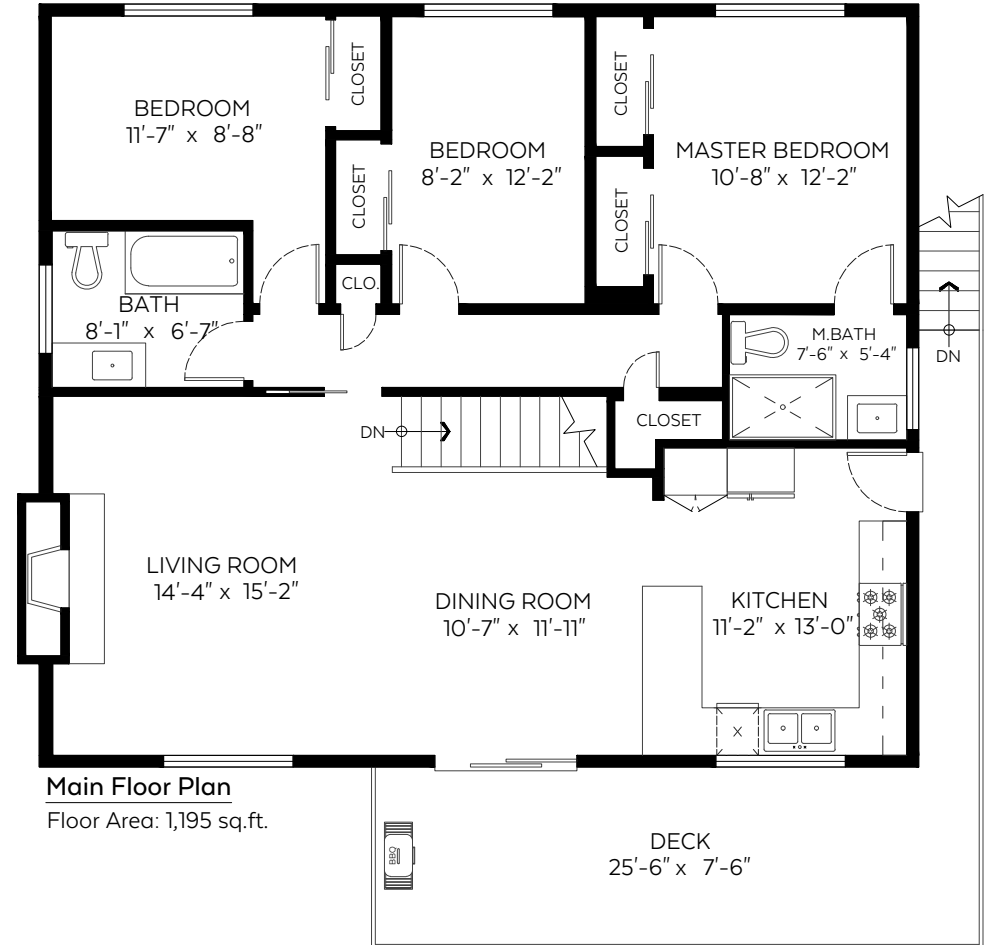 CLOSET
CLOSET
BEDROOM
11'-7" x 8'-8"
BEDROOM
8'-2" x 12'-2"
MASTER BEDROOM
10'-8" x 12'-2"
CLOSET
CLOSET
CLO.
BATH
8'-1" x 6'-7"
M.BATH
7'-6" x 5'-4"
DN
CLOSET
DN
LIVING ROOM
14'-4" x 15'-2"
DINING ROOM
10'-7" x 11'-11"
KITCHEN
11'-2" x 13'-0"
X
Main Floor Plan
Floor Area: 1,195 sq.ft.
BBQ
DECK
25'-6" x 7'-6"